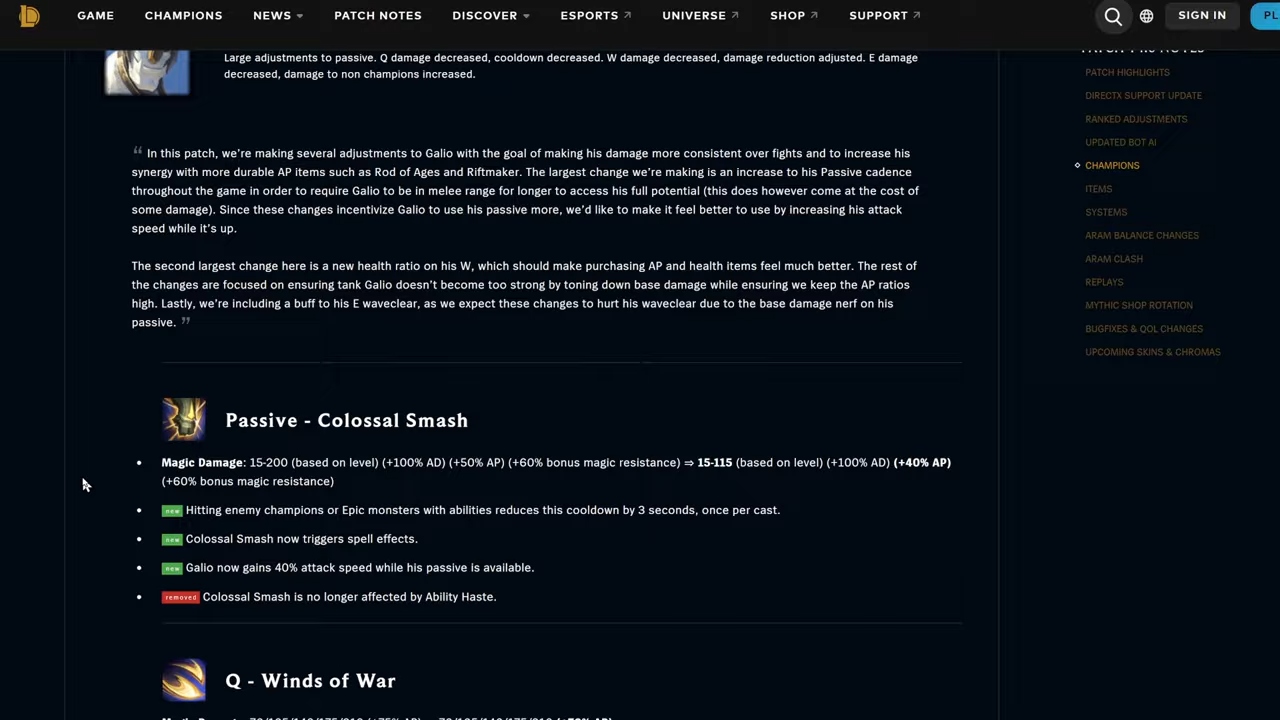 GAME CHAMPIONS NEWS PATCH NOTES DISCOVER ESPORTS UNIVERSE SHOP SUPPORT SIGN IN PL
Large adjustments to passive. Q damage decreased, cooldown decreased. W damage decreased, damage reduction adjusted. E damage
decreased, damage to non champions increased.
PATCH HIGHLIGHTS
DIRECTX SUPPORT UPDATE
RANKED ADJUSTMENTS
UPDATED BOT AI
CHAMPIONS
ITEMS
SYSTEMS
ARAM BALANCE CHANGES
ARAM CLASH
REPLAYS
MYTHIC SHOP ROTATION
BUGFIXES & QOL CHANGES
UPCOMING SKINS & CHROMAS
“ In this patch, we’re making several adjustments to Galio with the goal of making his damage more consistent over fights and to increase his
synergy with more durable AP items such as Rod of Ages and Riftmaker. The largest change we’re making is an increase to his Passive cadence
throughout the game in order to require Galio to be in melee range for longer to access his full potential (this does however come at the cost of
some damage). Since these changes incentivize Galio to use his passive more, we’d like to make it feel better to use by increasing his attack
speed while it’s up.
The second largest change here is a new health ratio on his W, which should make purchasing AP and health items feel much better. The rest of
the changes are focused on ensuring tank Galio doesn’t become too strong by toning down base damage while ensuring we keep the AP ratios
high. Lastly, we’re including a buff to his E waveclear, as we expect these changes to hurt his waveclear due to the base damage nerf on his
passive. ”
Passive - Colossal Smash
• Magic Damage: 15-200 (based on level) (+100% AD) (+50% AP) (+60% bonus magic resistance) ⇒ 15-115 (based on level) (+100% AD) (+40% AP)
(+60% bonus magic resistance)
• new Hitting enemy champions or Epic monsters with abilities reduces this cooldown by 3 seconds, once per cast.
• new Colossal Smash now triggers spell effects.
• new Galio now gains 40% attack speed while his passive is available.
• removed Colossal Smash is no longer affected by Ability Haste.
Q - Winds of War